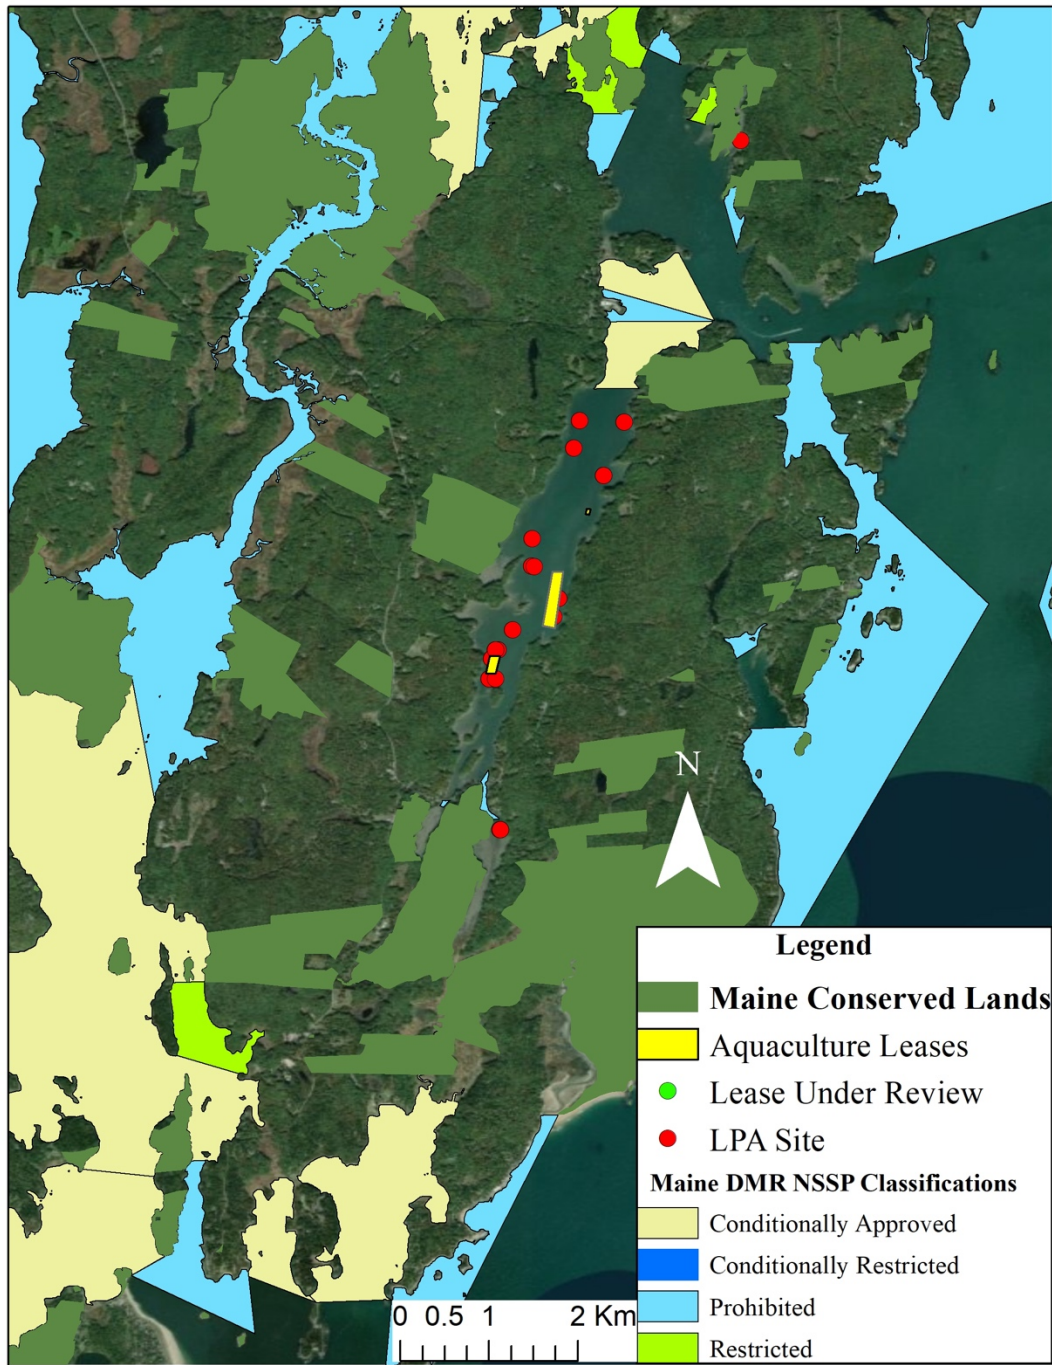 N
Legend
Maine Conserved Lands
Aquaculture Leases
Lease Under Review
LPA Site
Maine DMR NSSP Classifications
Conditionally Approved
Conditionally Restricted
Prohibited
Restricted
0 0.5 1 2 Km